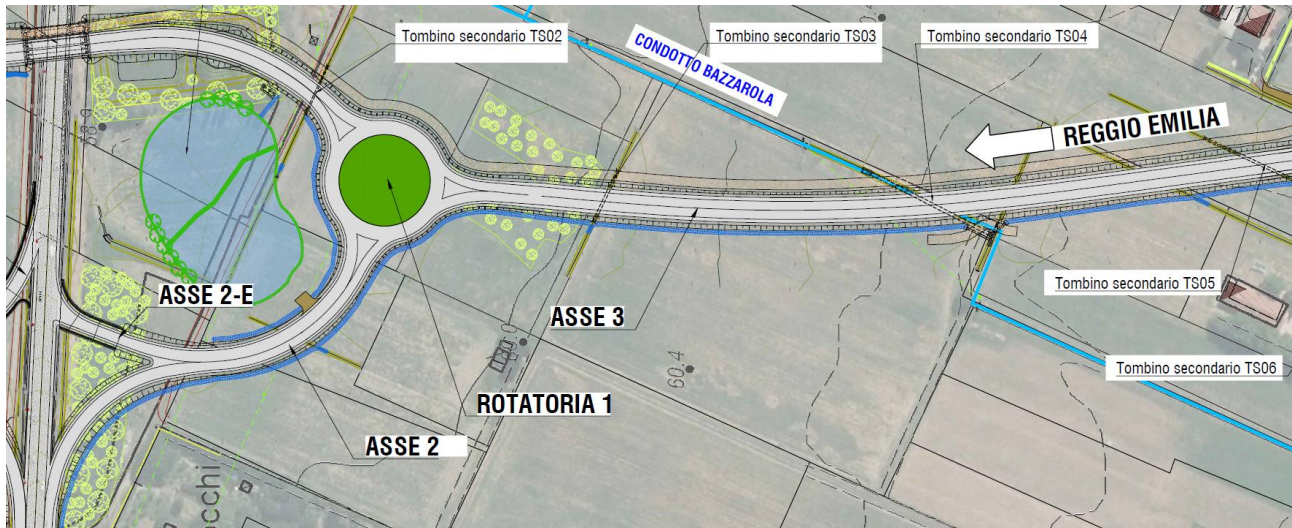 Tombino secondario TS02
Tombino secondario TS03
Tombino secondario TS04
CONDOTTO BAZZAROLA
REGGIO EMILIA
ASSE 2-E
ASSE 3
Tombino secondario TS05
60.4
Tombino secondario TS06
ROTATORIA 1
ASSE 2
occhi